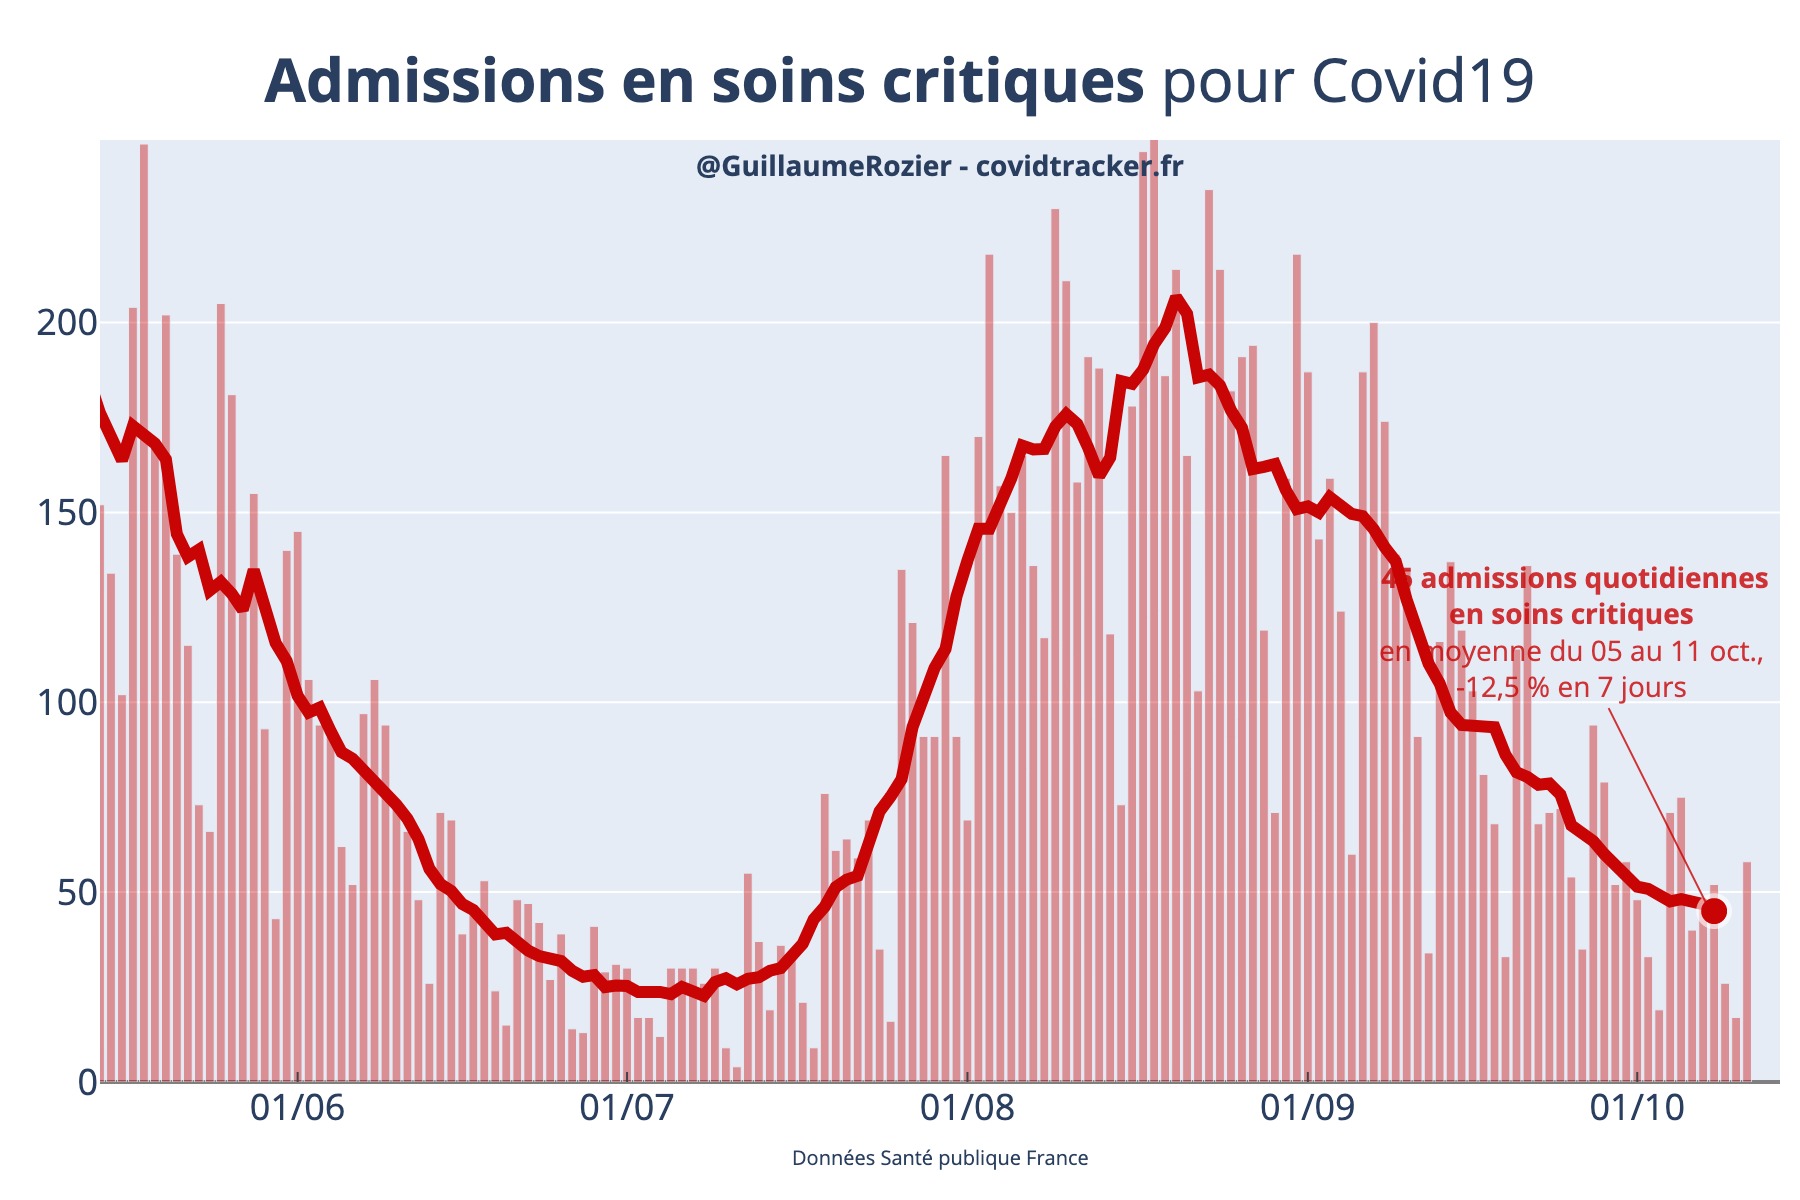 Admissions en soins critiques pour Covid19
@GuillaumeRozier - covidtracker.fr
200
150
100
50
0
45 admissions quotidiennes
en soins critiques
en moyenne du 05 au 11 oct.,
-12,5 % en 7 jours
01/06
01/07
01/08
01/09
01/10
Données Santé publique France